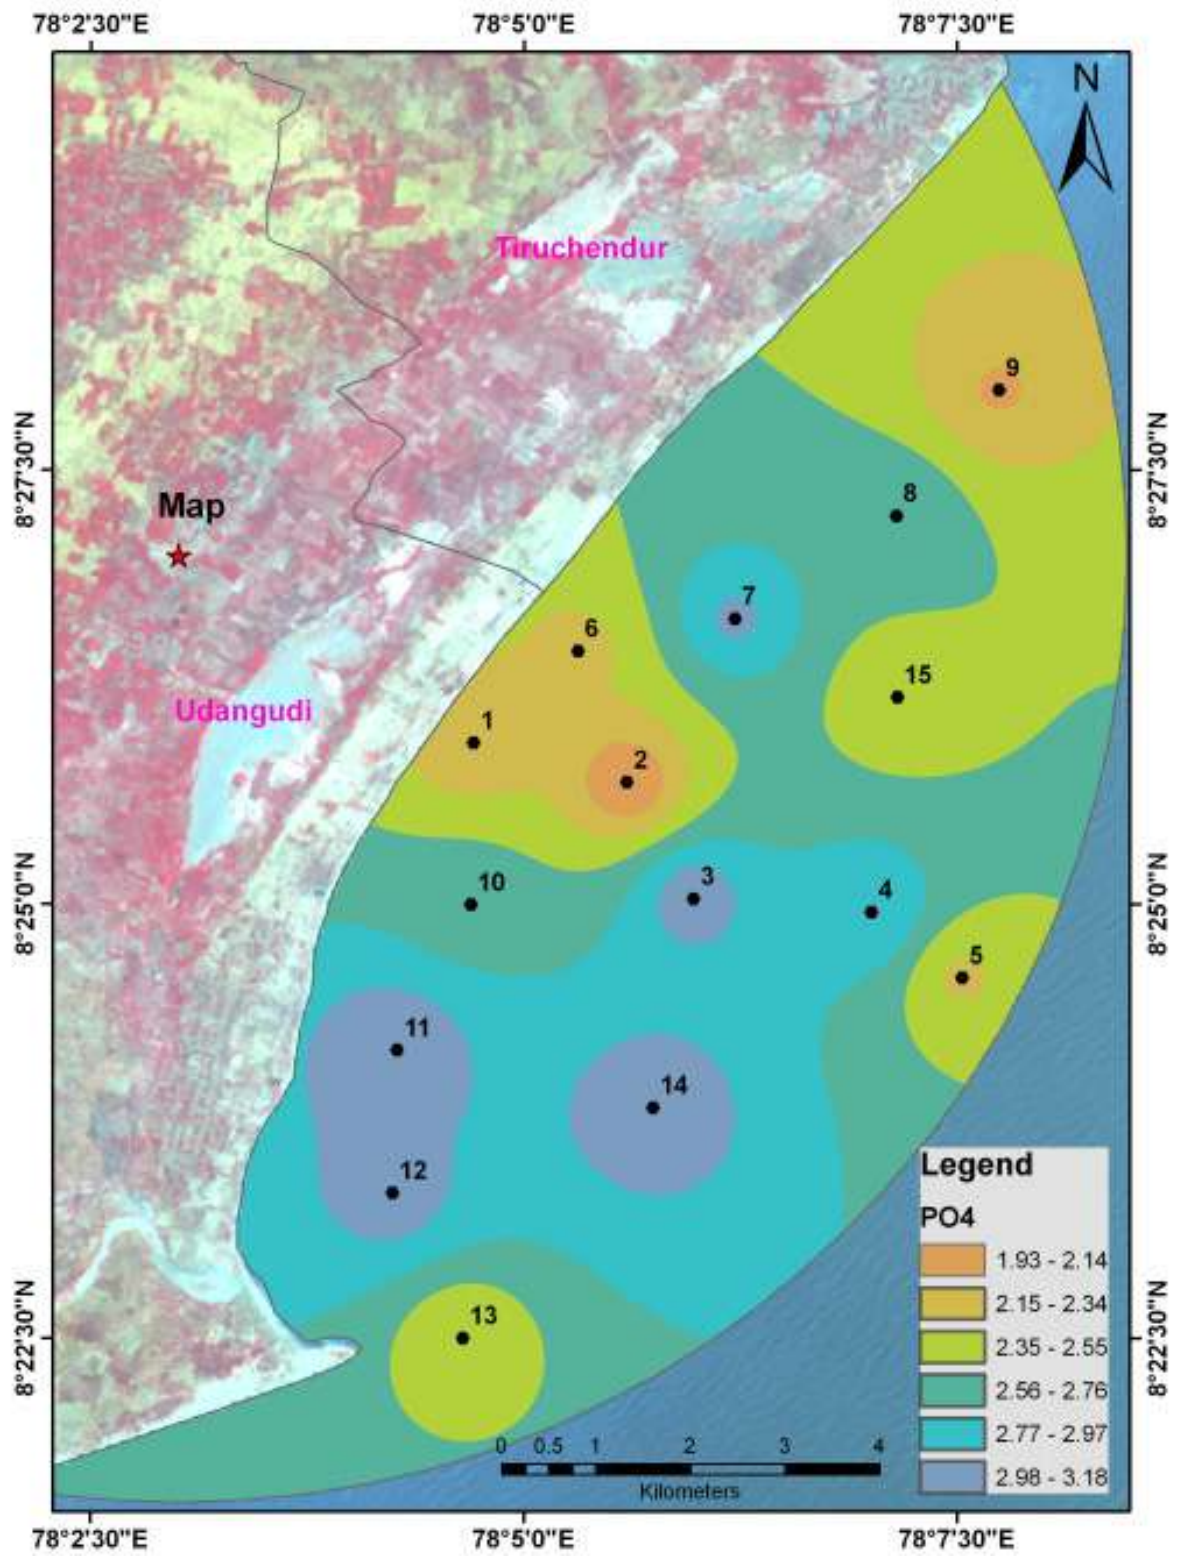 78°2'30"E 78°5'0"E 78°7'30"E
N
Tiruchendur
9
8°27'30"N 8°27'30"N
Map
8
7
6
15
Udangudi
1
2
3
10
4
8°25'0"N 8°25'0"N
5
11
14
12
Legend
PO4
1.93 - 2.14
2.15 - 2.34
2.35 - 2.55
2.56 - 2.76
2.77 - 2.97
2.98 - 3.18
13
8°22'30"N 8°22'30"N
0 0.5 1 2 3 4
Kilometers
78°2'30"E 78°5'0"E 78°7'30"E